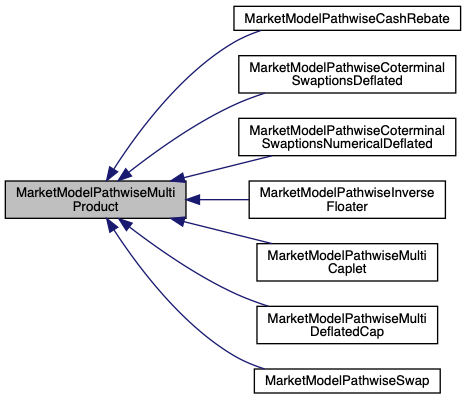 MarketModelPathwiseCashRebate
MarketModelPathwiseCoterminal
SwaptionsDeflated
MarketModelPathwiseCoterminal
SwaptionsNumericalDeflated
MarketModelPathwiseMulti
Product
MarketModelPathwiseInverse
Floater
MarketModelPathwiseMulti
Caplet
MarketModelPathwiseMulti
DeflatedCap
MarketModelPathwiseSwap